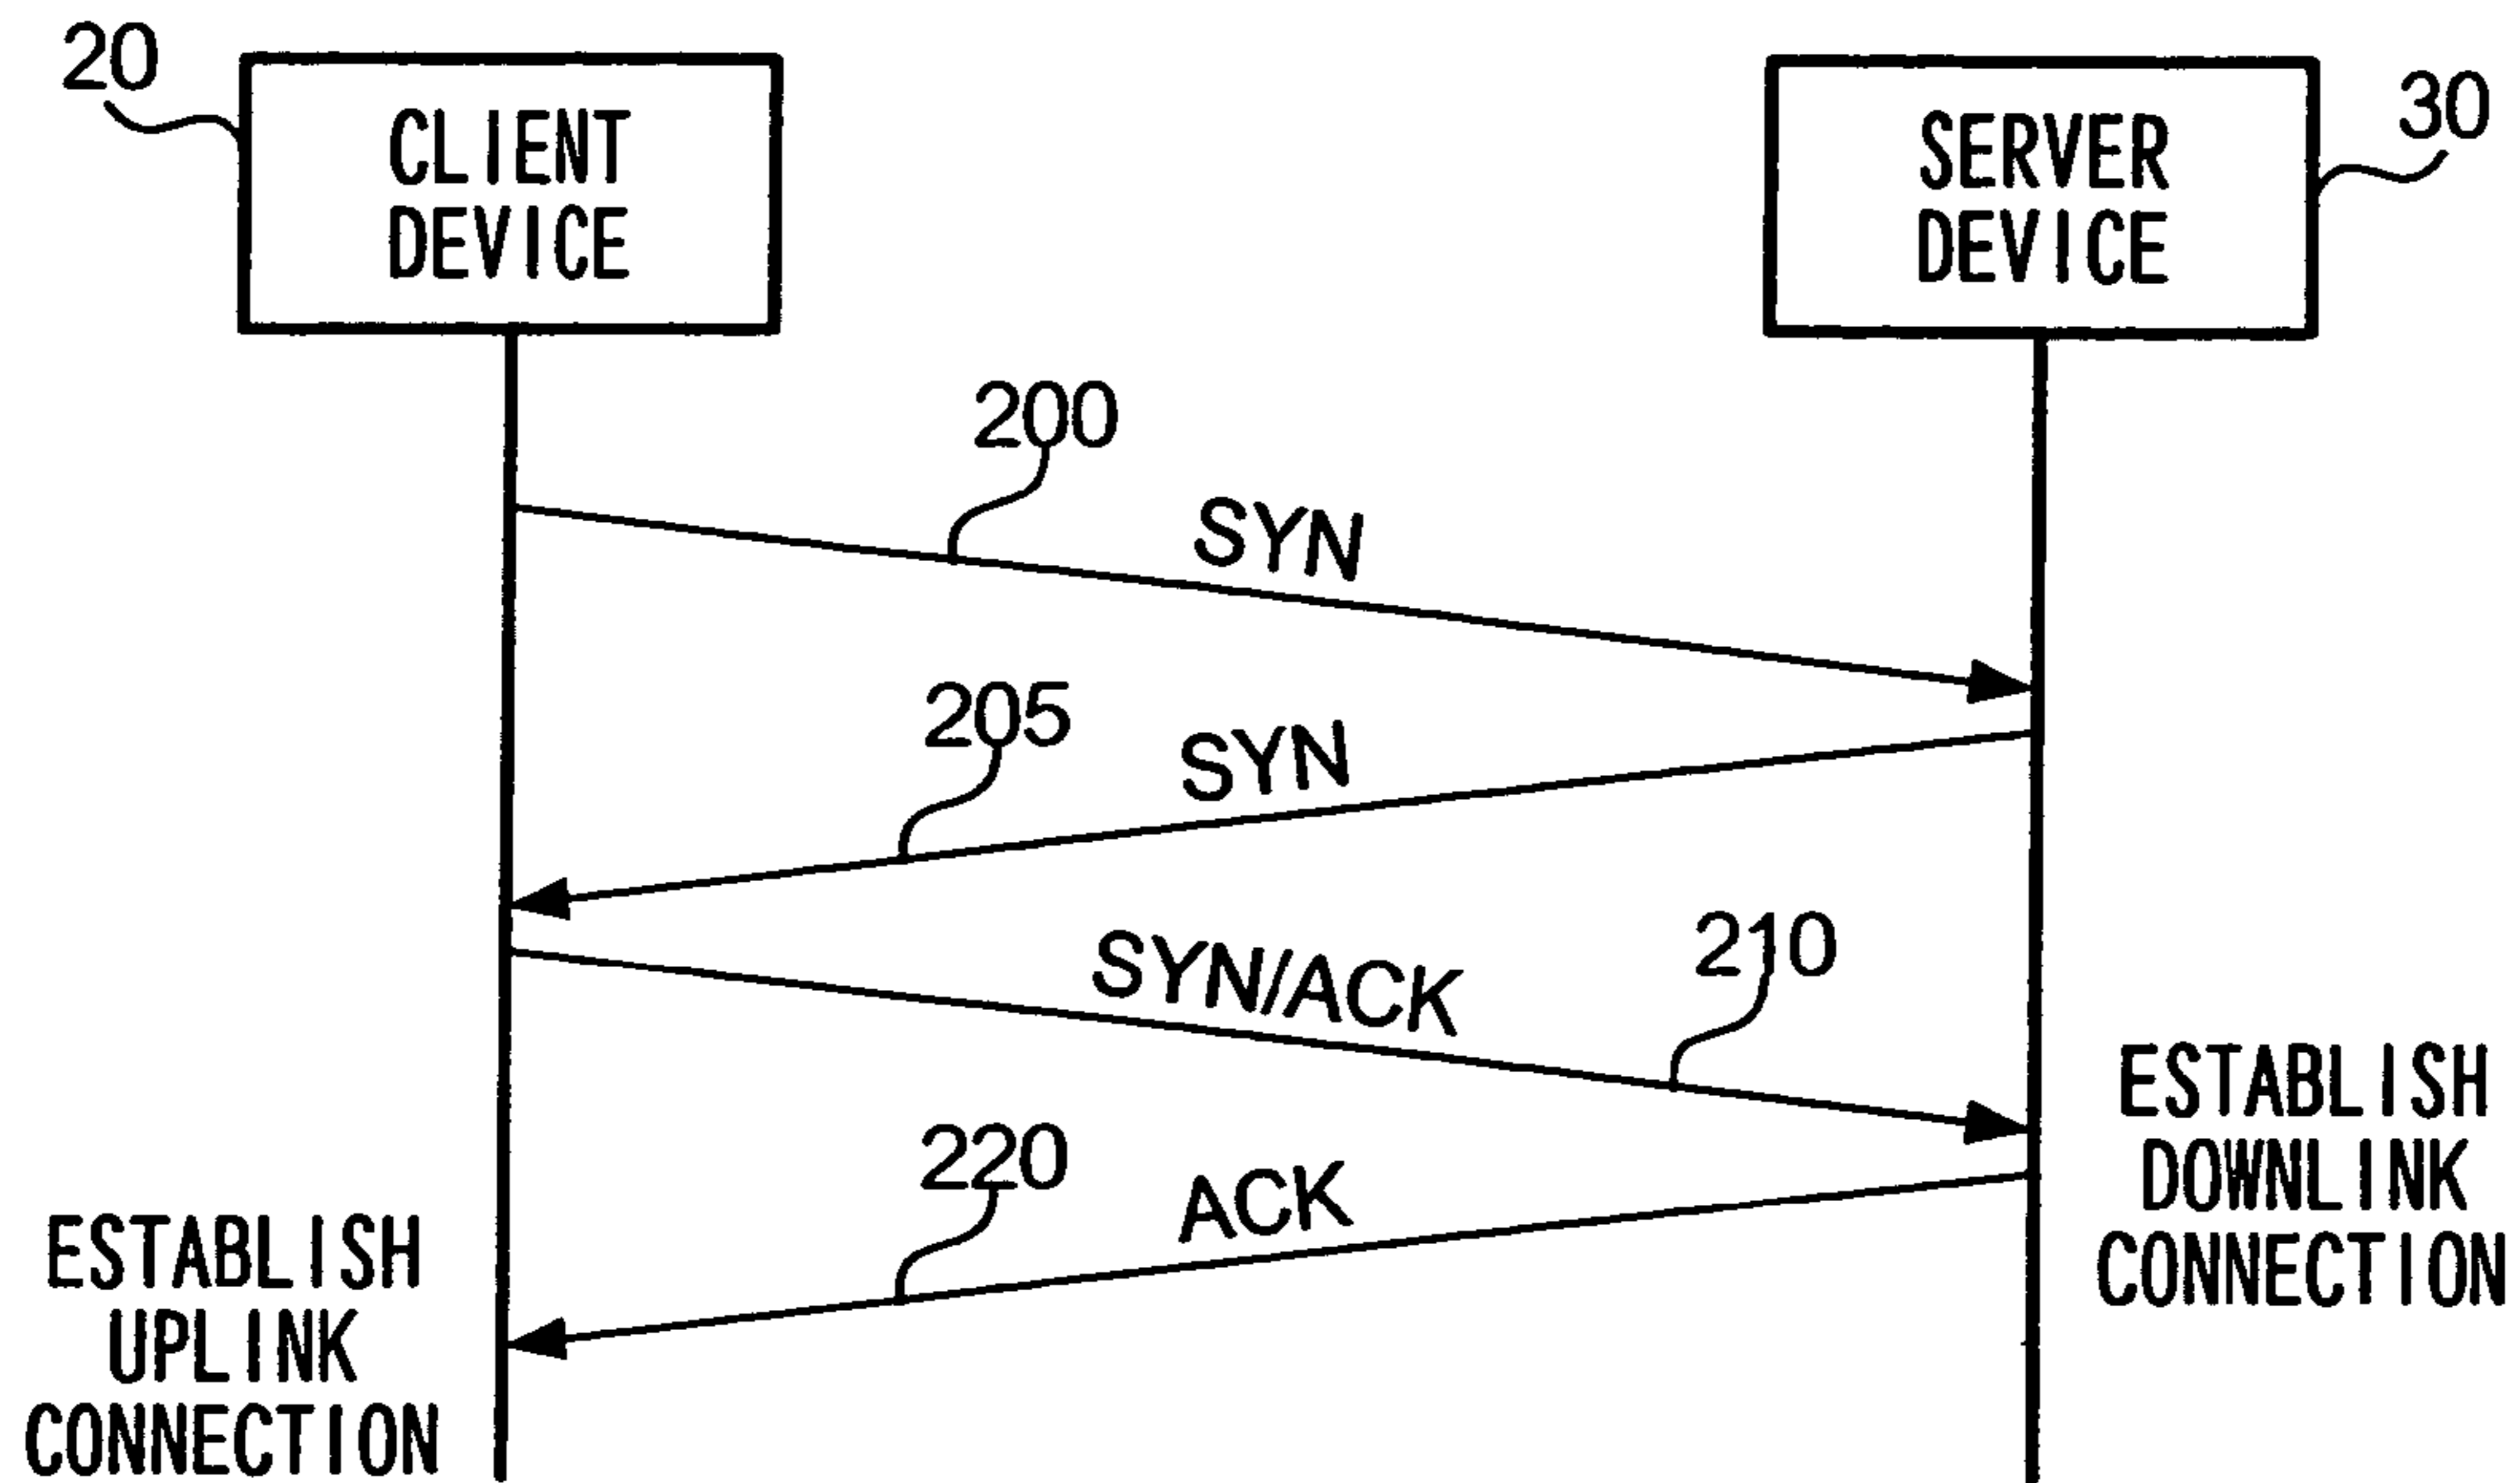 20
CLIENT
DEVICE
SERVER
DEVICE
30
200
SYN
205
SYN
SYN/ACK
210
220
ACK
ESTABLISH
DOWNLINK
CONNECTION
ESTABLISH
UPLINK
CONNECTION